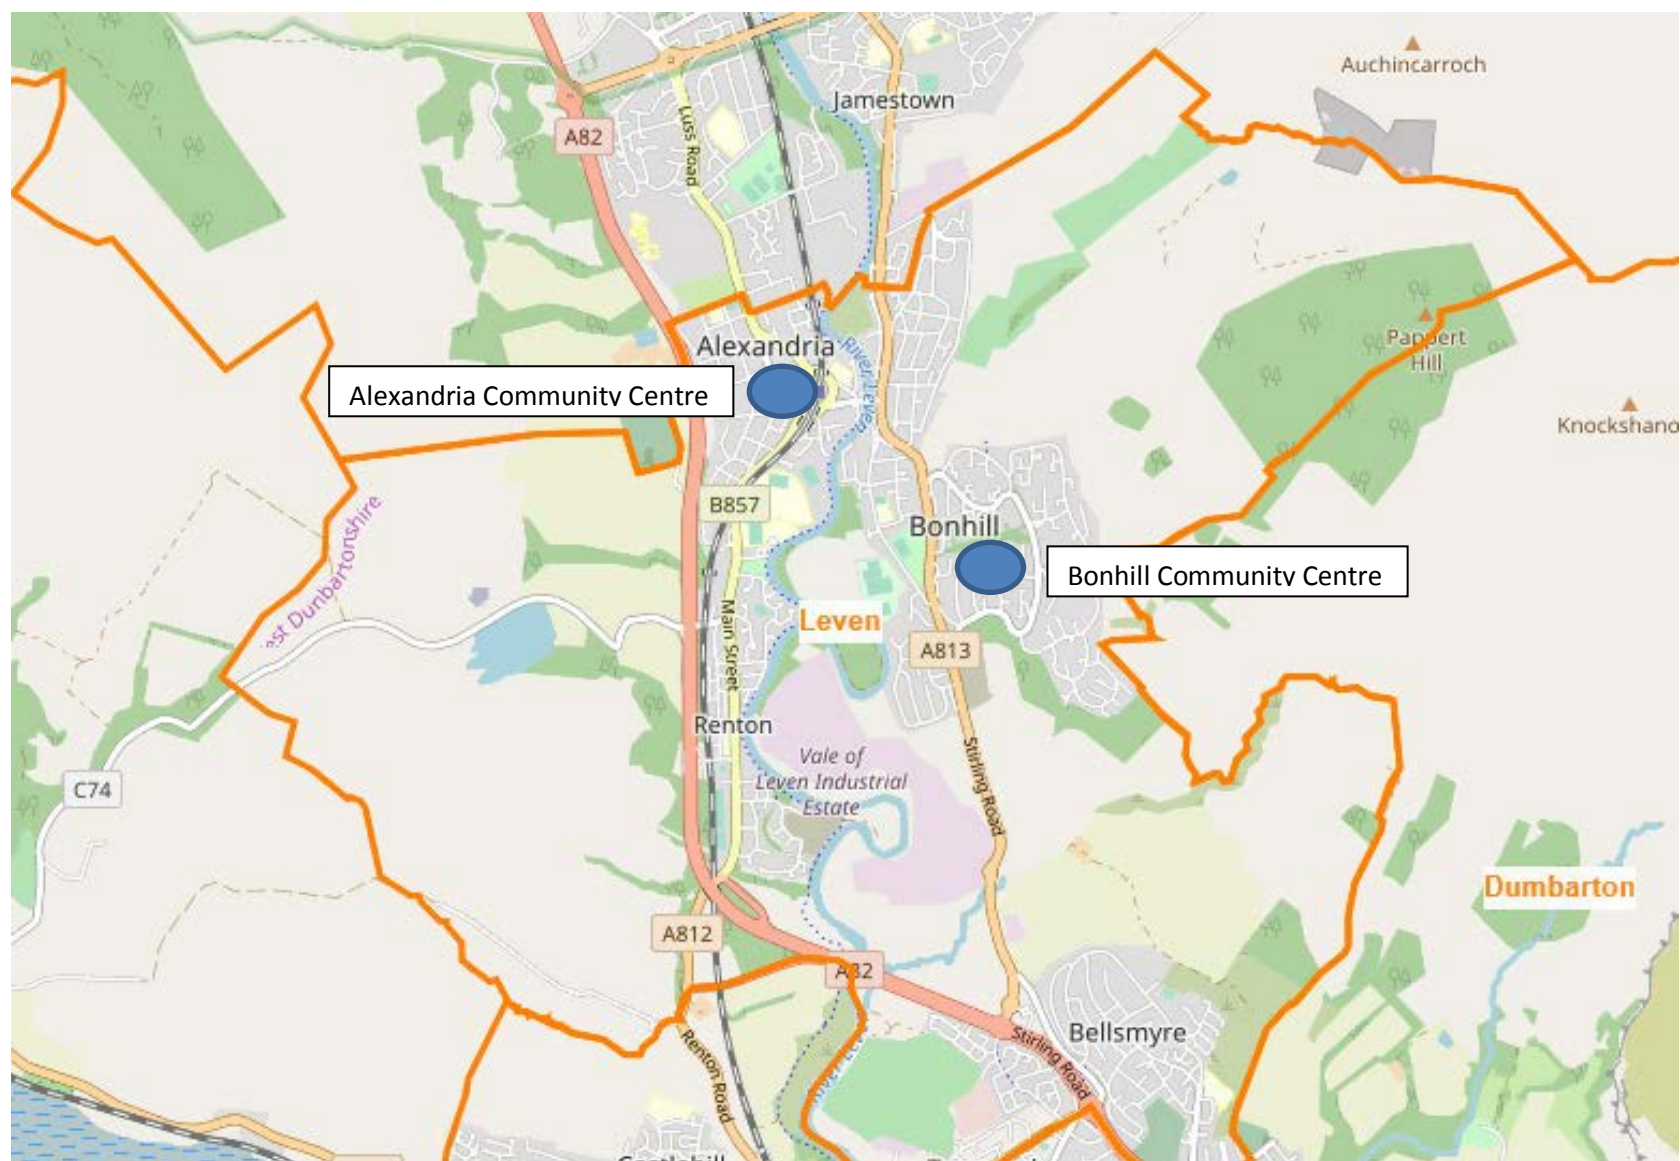 Auchincarroch
Jamestown
A82
Luss Road
Alexandria
River Leven
Pappert
Hill
Alexandria Community Centre
Knockshano
B857
Bonhill
Bonhill Community Centre
est Dunbartonshire
Main Street
Leven
A813
Renton
Vale of
Leven Industrial
Estate
Stirling Road
C74
Dumbarton
A812
A82
Bellsmyre
Stirling Road
Renton Road